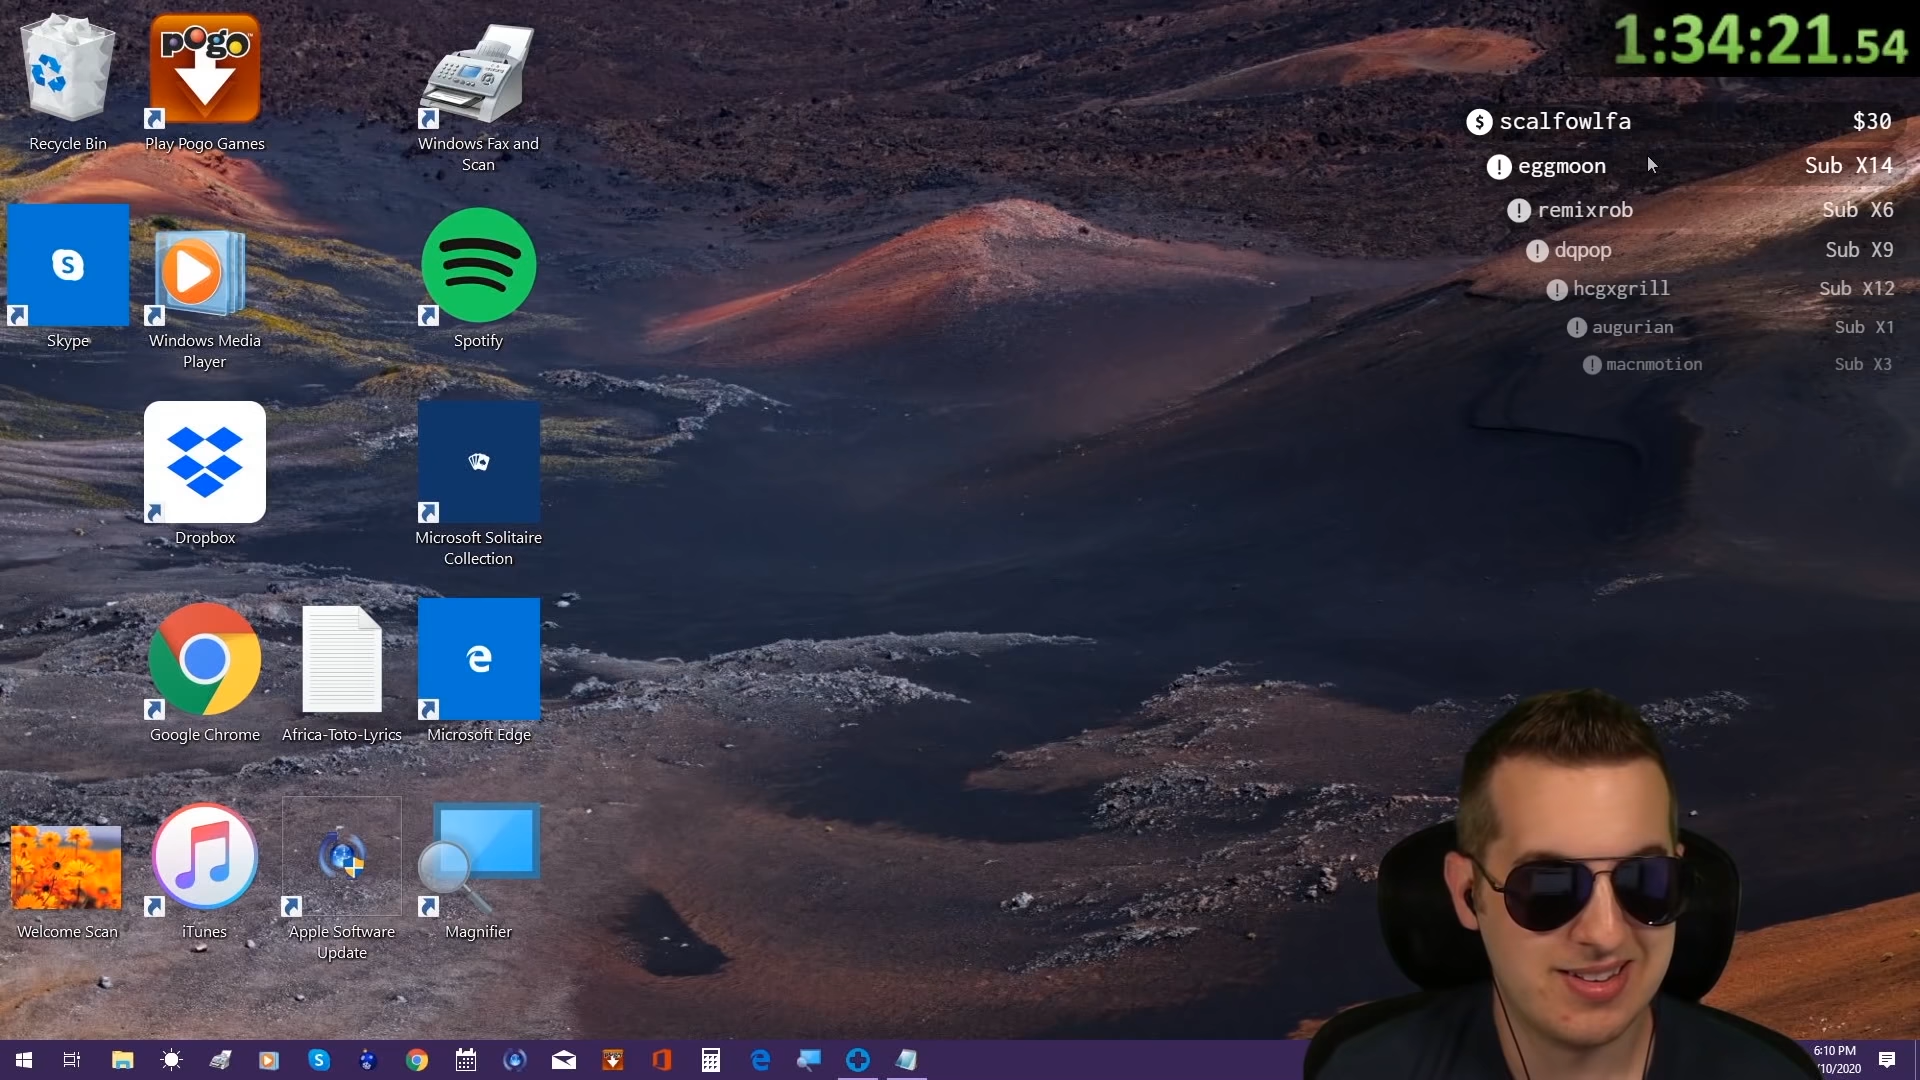 1:34:21.54
$ scalfowlfa $30
! eggmoon Sub X14
! remixrob Sub X6
! dqpop Sub X9
! hcgxgrill Sub X12
! augurian Sub X1
! macnmotion Sub X3
pogo
Recycle Bin
Play Pogo Games
Windows Fax and
Scan
S
Skype
Windows Media
Player
Spotify
Dropbox
Microsoft Solitaire
Collection
Google Chrome
Africa-Toto-Lyrics
Microsoft Edge
Welcome Scan
iTunes
Apple Software
Update
Magnifier
6:10 PM
/10/2020